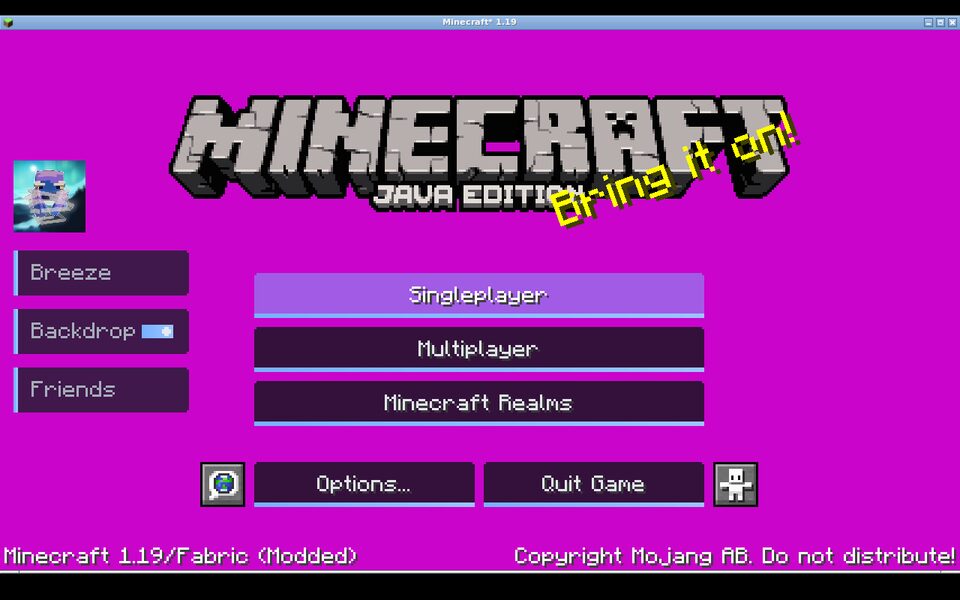 Minecraft* 1.19
MINECRAFT
JAVA EDITION
Bring it on!
Breeze
Backdrop
Friends
Singleplayer
Multiplayer
Minecraft Realms
Options...
Quit Game
Minecraft 1.19/Fabric (Modded)
Copyright Mojang AB. Do not distribute!